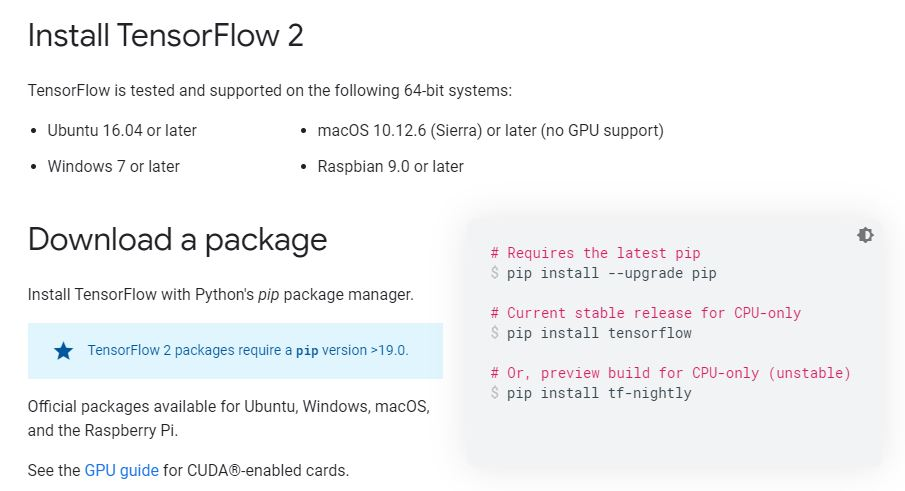 Install TensorFlow 2
TensorFlow is tested and supported on the following 64-bit systems:
• Ubuntu 16.04 or later
• Windows 7 or later
• macOS 10.12.6 (Sierra) or later (no GPU support)
• Raspbian 9.0 or later
Download a package
Install TensorFlow with Python's pip package manager.
TensorFlow 2 packages require a pip version >19.0.
Official packages available for Ubuntu, Windows, macOS,
and the Raspberry Pi.
See the GPU guide for CUDA®-enabled cards.
# Requires the latest pip
$ pip install --upgrade pip
# Current stable release for CPU-only
$ pip install tensorflow
# Or, preview build for CPU-only (unstable)
$ pip install tf-nightly